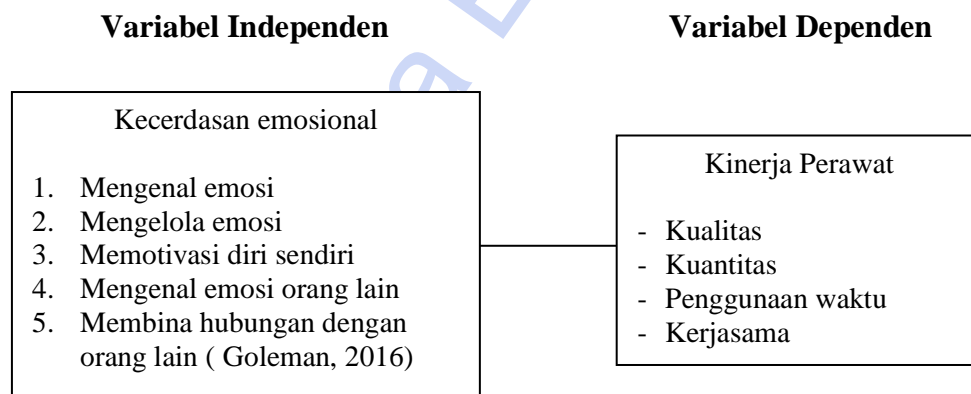 Variabel Independen
Variabel Dependen
Kecerdasan emosional
1. Mengenal emosi
2. Mengelola emosi
3. Memotivasi diri sendiri
4. Mengenal emosi orang lain
5. Membina hubungan dengan
orang lain ( Goleman, 2016)
Kinerja Perawat
- Kualitas
- Kuantitas
- Penggunaan waktu
- Kerjasama